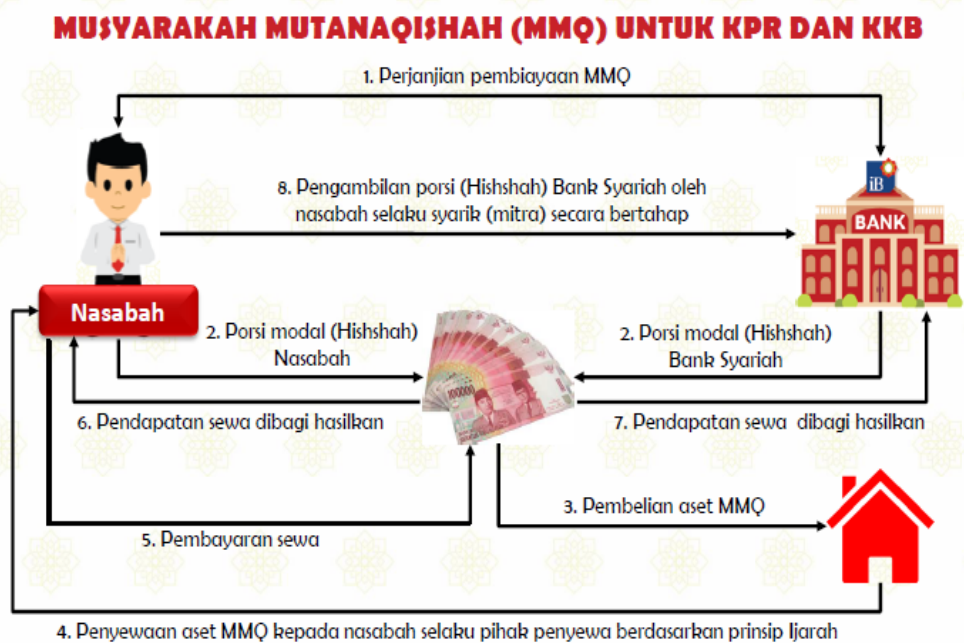 MUSYARAKAH MUTANAQISHAH (MMQ) UNTUK KPR DAN KKB
1. Perjanjian pembiayaan MMQ
8. Pengambilan porsi (Hishshah) Bank Syariah oleh
nasabah selaku syarik (mitra) secara bertahap
iB
BANK
Nasabah
2. Porsi modal (Hishshah)
Nasabah
2. Porsi modal (Hishshah)
Bank Syariah
100000
6. Pendapatan sewa dibagi hasilkan
7. Pendapatan sewa dibagi hasilkan
3. Pembelian aset MMQ
5. Pembayaran sewa
4. Penyewaan aset MMQ kepada nasabah selaku pihak penyewa berdasarkan prinsip Ijarah